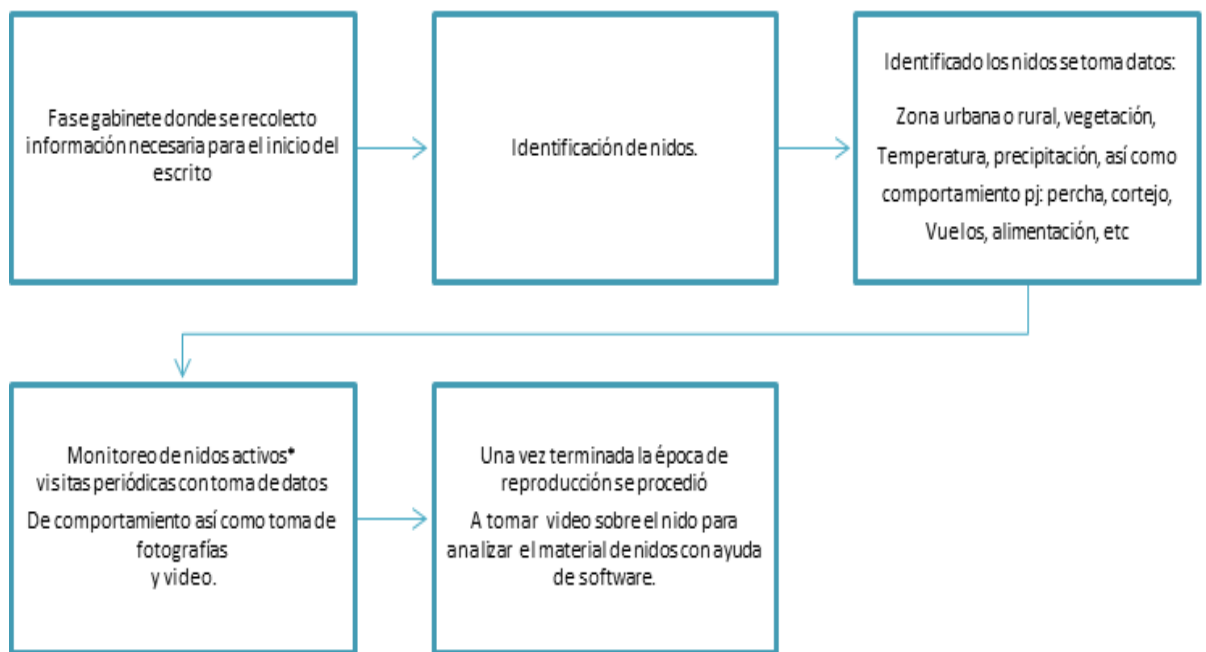 Fase gabinete donde se recolecto
información necesaria para el inicio del
escrito
Identificación de nidos.
Identificado los nidos se toma datos:
Zona urbana o rural, vegetación,
Temperatura, precipitación, así como
comportamiento pj: percha, cortejo,
Vuelos, alimentación, etc
Monitoreo de nidos activos*
visitas periódicas con toma de datos
De comportamiento así como toma de
fotografías
y video.
Una vez terminada la época de
reproducción se procedió
A tomar video sobre el nido para
analizar el material de nidos con ayuda
de software.